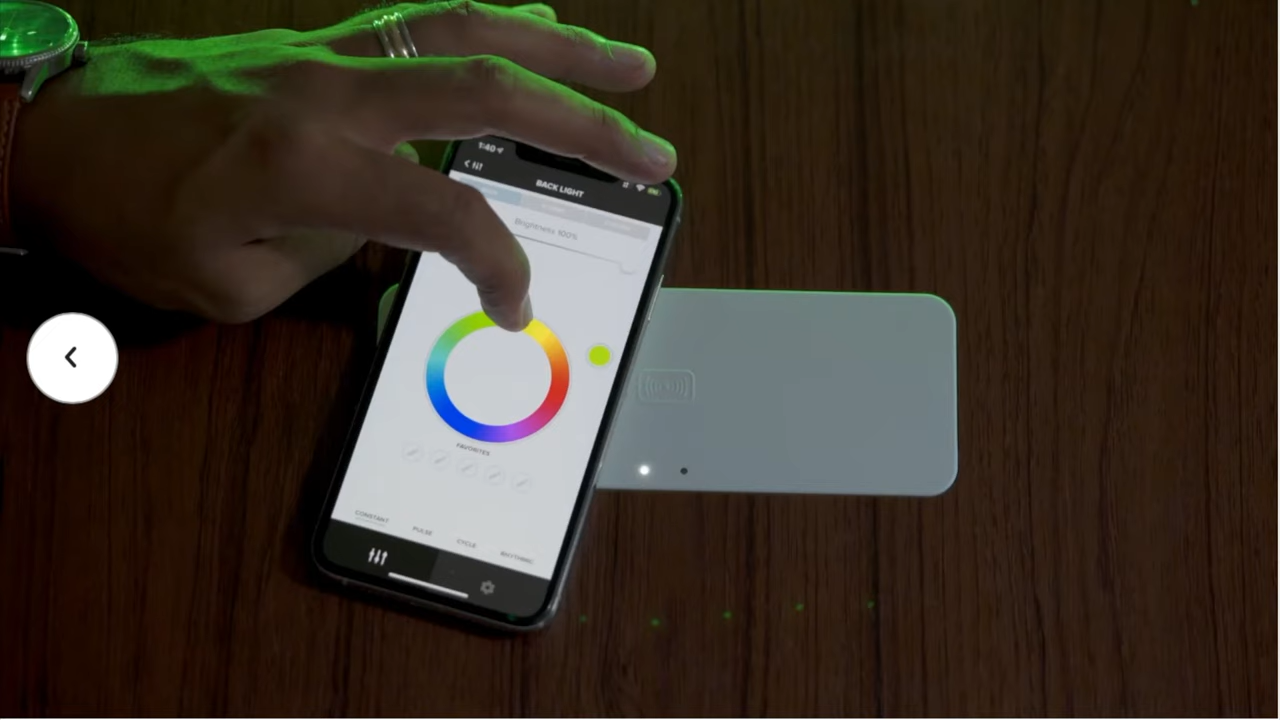 1:40
BACK LIGHT
Brightness 100%
FAVORITES
CONSTANT
PULSE
CYCLE
RHYTHMIC